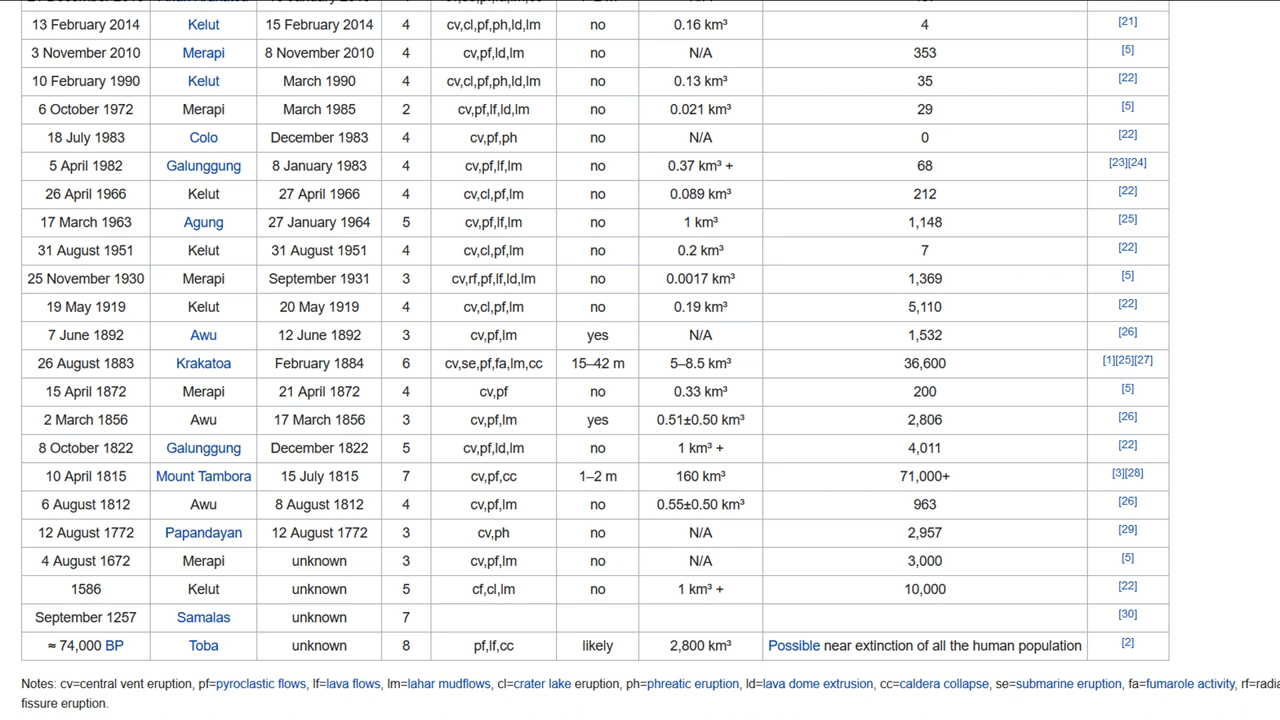 13 February 2014 Kelut 15 February 2014 4 cv,cl,pf,ph,ld,lm no 0.16 km³ 4 [21]
3 November 2010 Merapi 8 November 2010 4 cv,pf,ld,lm no N/A 353 [5]
10 February 1990 Kelut March 1990 4 cv,cl,pf,ph,ld,lm no 0.13 km³ 35 [22]
6 October 1972 Merapi March 1985 2 cv,pf,lf,ld,lm no 0.021 km³ 29 [5]
18 July 1983 Colo December 1983 4 cv,pf,ph no N/A 0 [22]
5 April 1982 Galunggung 8 January 1983 4 cv,pf,lf,lm no 0.37 km³ + 68 [23][24]
26 April 1966 Kelut 27 April 1966 4 cv,cl,pf,lm no 0.089 km³ 212 [22]
17 March 1963 Agung 27 January 1964 5 cv,pf,lf,lm no 1 km³ 1,148 [25]
31 August 1951 Kelut 31 August 1951 4 cv,cl,pf,lm no 0.2 km³ 7 [22]
25 November 1930 Merapi September 1931 3 cv,rf,pf,lf,ld,lm no 0.0017 km³ 1,369 [5]
19 May 1919 Kelut 20 May 1919 4 cv,cl,pf,lm no 0.19 km³ 5,110 [22]
7 June 1892 Awu 12 June 1892 3 cv,pf,lm yes N/A 1,532 [26]
26 August 1883 Krakatoa February 1884 6 cv,se,pf,fa,lm,cc 15–42 m 5–8.5 km³ 36,600 [1][25][27]
15 April 1872 Merapi 21 April 1872 4 cv,pf no 0.33 km³ 200 [5]
2 March 1856 Awu 17 March 1856 3 cv,pf,lm yes 0.51±0.50 km³ 2,806 [26]
8 October 1822 Galunggung December 1822 5 cv,pf,ld,lm no 1 km³ + 4,011 [22]
10 April 1815 Mount Tambora 15 July 1815 7 cv,pf,cc 1–2 m 160 km³ 71,000+ [3][28]
6 August 1812 Awu 8 August 1812 4 cv,pf,lm no 0.55±0.50 km³ 963 [26]
12 August 1772 Papandayan 12 August 1772 3 cv,ph no N/A 2,957 [29]
4 August 1672 Merapi unknown 3 cv,pf,lm no N/A 3,000 [5]
1586 Kelut unknown 5 cf,cl,lm no 1 km³ + 10,000 [22]
September 1257 Samalas unknown 7 [30]
≈ 74,000 BP Toba unknown 8 pf,lf,cc likely 2,800 km³ Possible near extinction of all the human population [2]
Notes: cv=central vent eruption, pf=pyroclastic flows, lf=lava flows, lm=lahar mudflows, cl=crater lake eruption, ph=phreatic eruption, ld=lava dome extrusion, cc=caldera collapse, se=submarine eruption, fa=fumarole activity, rf=radia
fissure eruption.